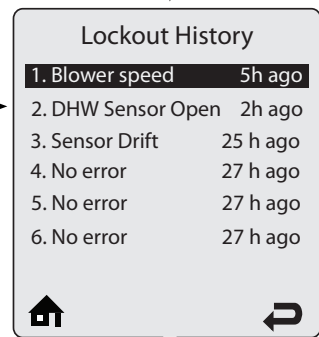 Lockout History
1. Blower speed 5h ago
2. DHW Sensor Open 2h ago
3. Sensor Drift 25 h ago
4. No error 27 h ago
5. No error 27 h ago
6. No error 27 h ago